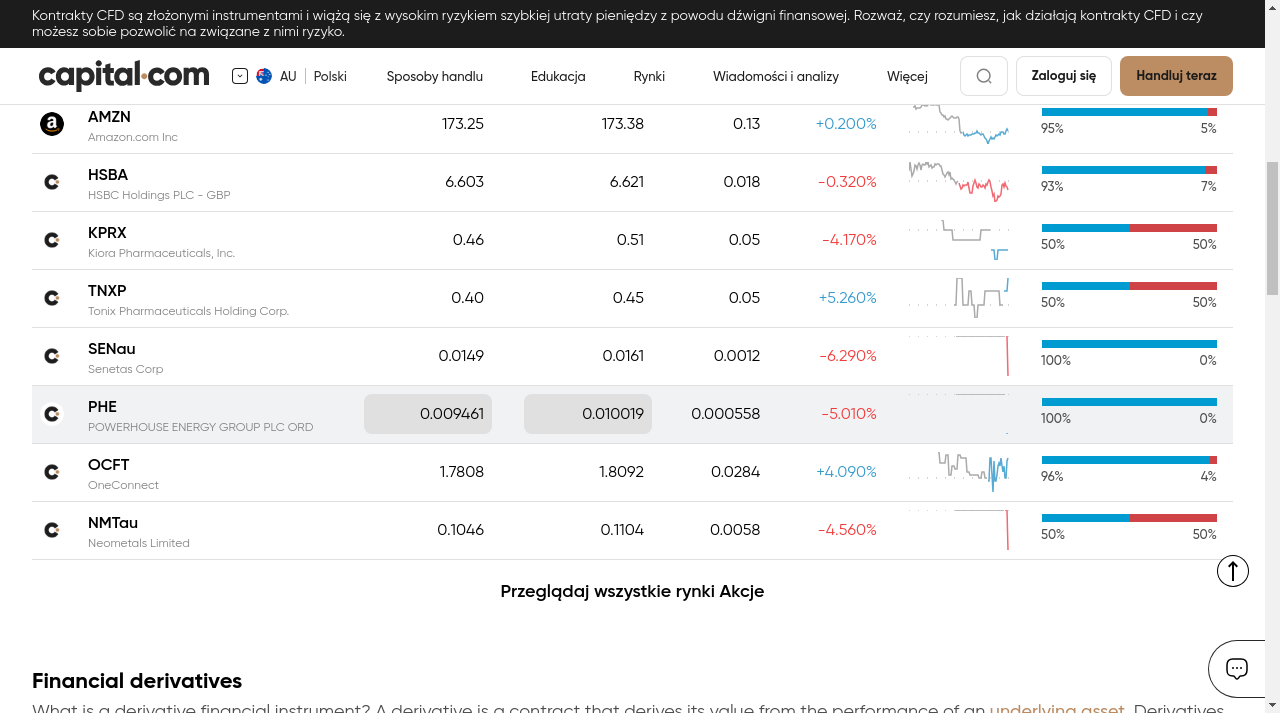 Kontrakty CFD są złożonymi instrumentami i wiążą się z wysokim ryzykiem szybkiej utraty pieniędzy z powodu dźwigni finansowej. Rozważ, czy rozumiesz, jak działają kontrakty CFD i czy
możesz sobie pozwolić na związane z nimi ryzyko.
capital.com AU Polski Sposoby handlu Edukacja Rynki Wiadomości i analizy Więcej Zaloguj się Handluj teraz
AMZN 173.25 173.38 0.13 +0.200%
Amazon.com Inc 95% 5%
HSBA 6.603 6.621 0.018 -0.320%
HSBC Holdings PLC - GBP 93% 7%
KPRX 0.46 0.51 0.05 -4.170%
Kiora Pharmaceuticals, Inc. 50% 50%
TNXP 0.40 0.45 0.05 +5.260%
Tonix Pharmaceuticals Holding Corp. 50% 50%
SENau 0.0149 0.0161 0.0012 -6.290%
Senetas Corp 100% 0%
PHE 0.009461 0.010019 0.000558 -5.010%
POWERHOUSE ENERGY GROUP PLC ORD 100% 0%
OCFT 1.7808 1.8092 0.0284 +4.090%
OneConnect 96% 4%
NMTau 0.1046 0.1104 0.0058 -4.560%
Neometals Limited 50% 50%
Przeglądaj wszystkie rynki Akcje
Financial derivatives
What is a derivative financial instrument? A derivative is a contract that derives its value from the performance of an underlying asset. Derivatives